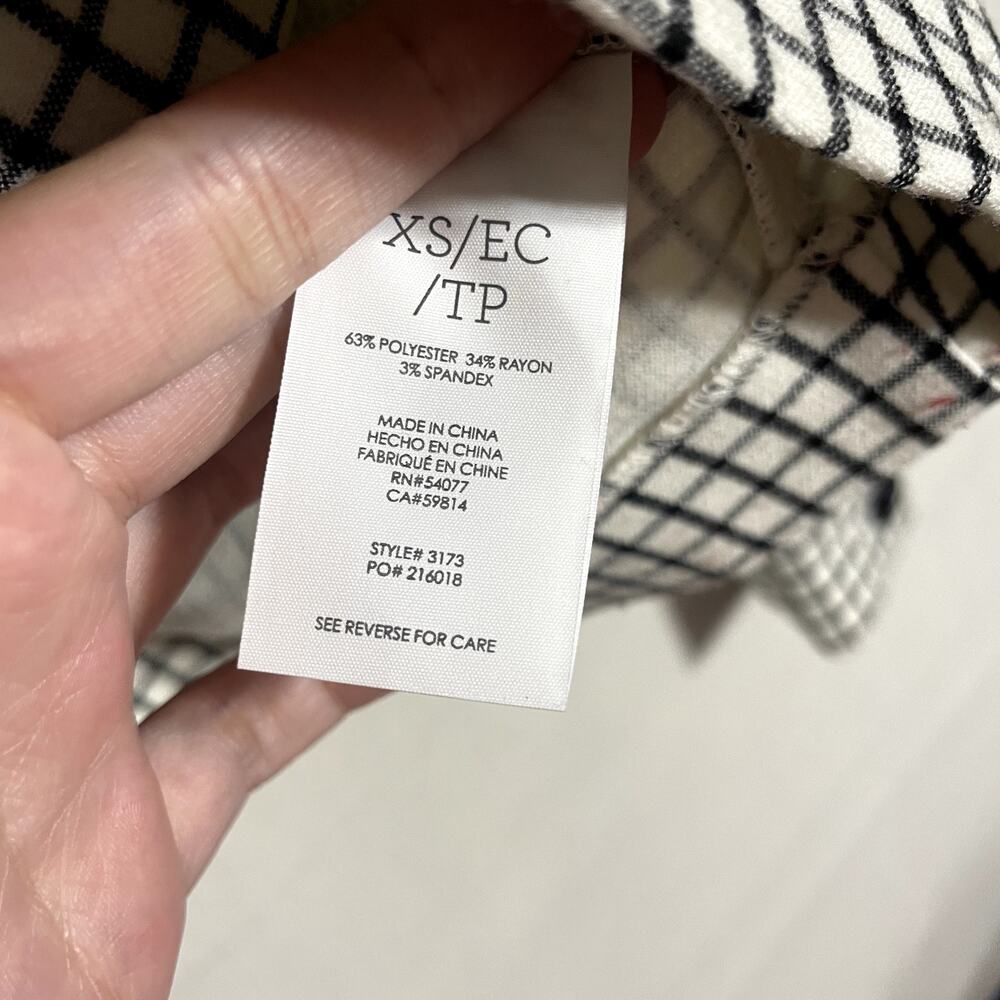 XS/EC
/TP
63% POLYESTER 34% RAYON
3% SPANDEX
MADE IN CHINA
HECHO EN CHINA
FABRIQUÉ EN CHINE
RN#54077
CA#59814
STYLE# 3173
PO# 216018
SEE REVERSE FOR CARE